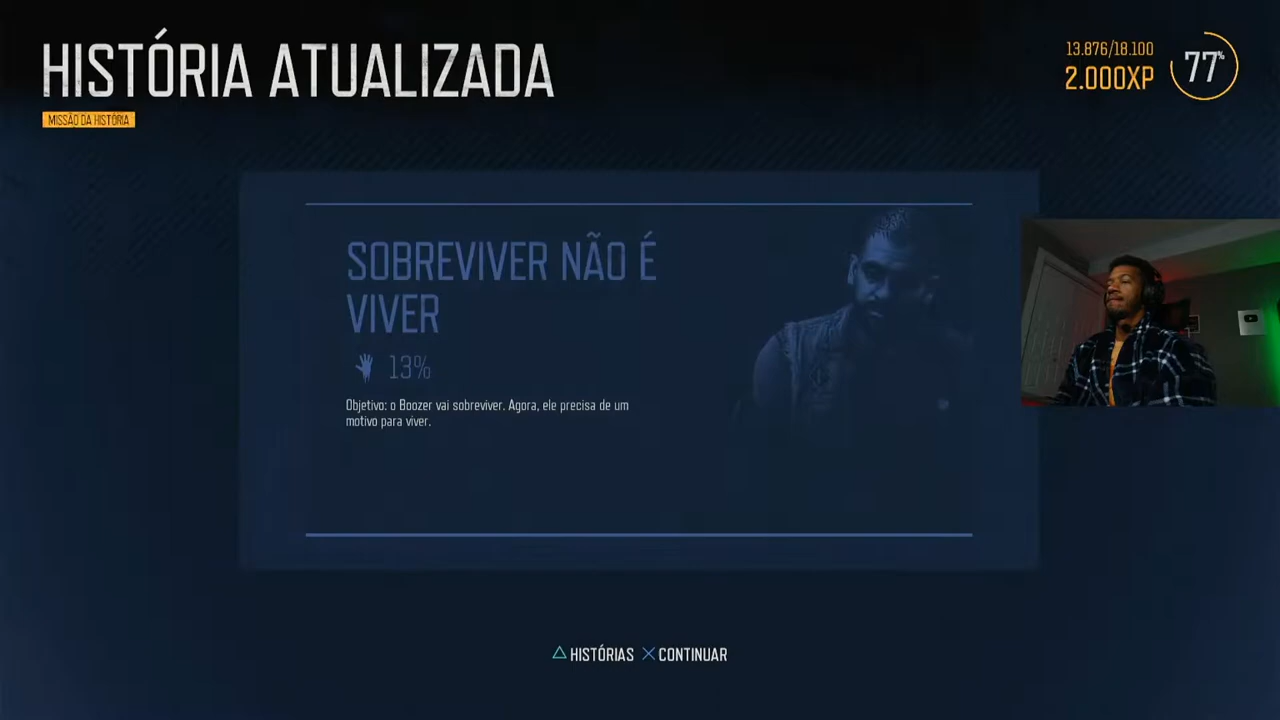 HISTÓRIA ATUALIZADA
MISSÃO DA HISTÓRIA
13.876/18.100
2.000XP
77%
SOBREVIVER NÃO É
VIVER
13%
Objetivo: o Boozer vai sobreviver. Agora, ele precisa de um
motivo para viver.
HISTÓRIAS CONTINUAR